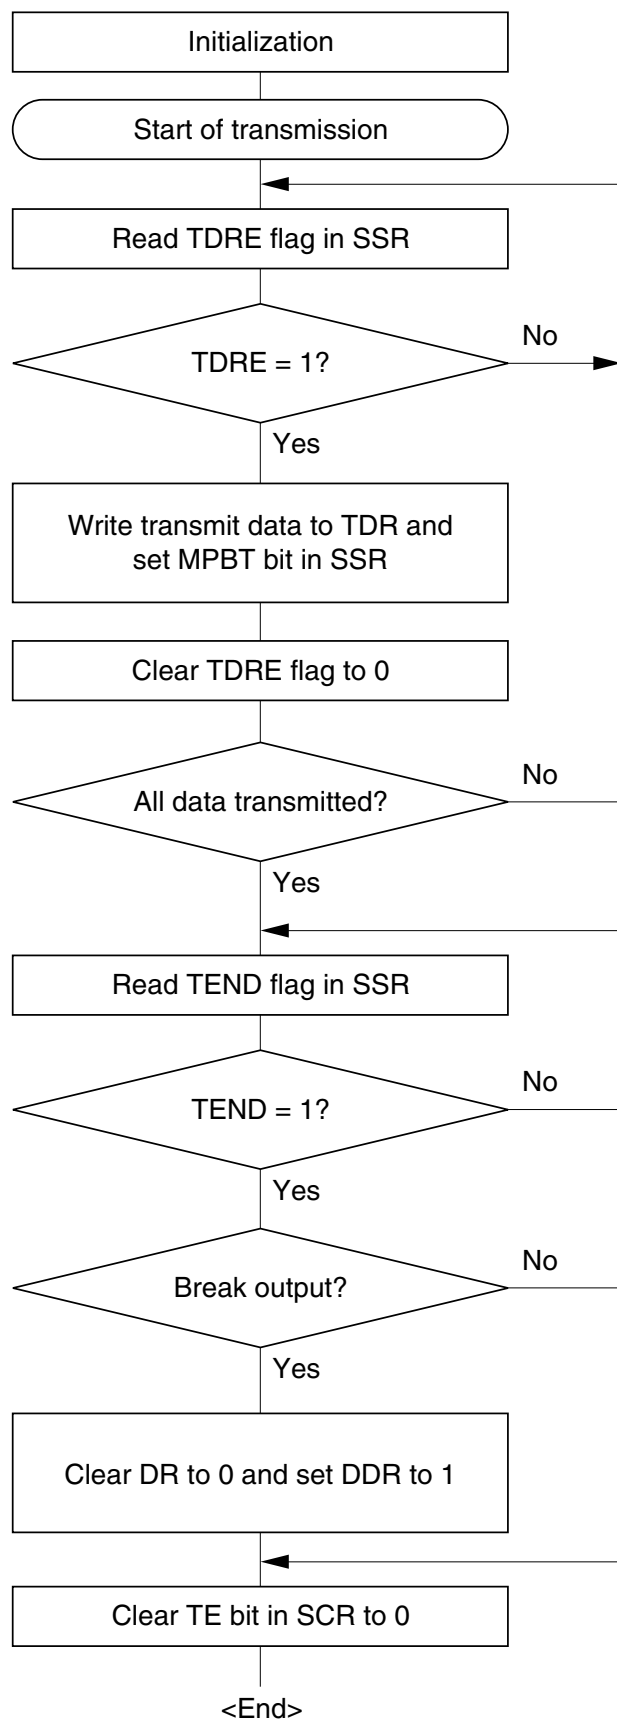 Initialization
Start of transmission
Read TDRE flag in SSR
TDRE = 1?
No
Yes
Write transmit data to TDR and
set MPBT bit in SSR
Clear TDRE flag to 0
All data transmitted?
No
Yes
Read TEND flag in SSR
TEND = 1?
No
Yes
Break output?
No
Yes
Clear DR to 0 and set DDR to 1
Clear TE bit in SCR to 0
<End>